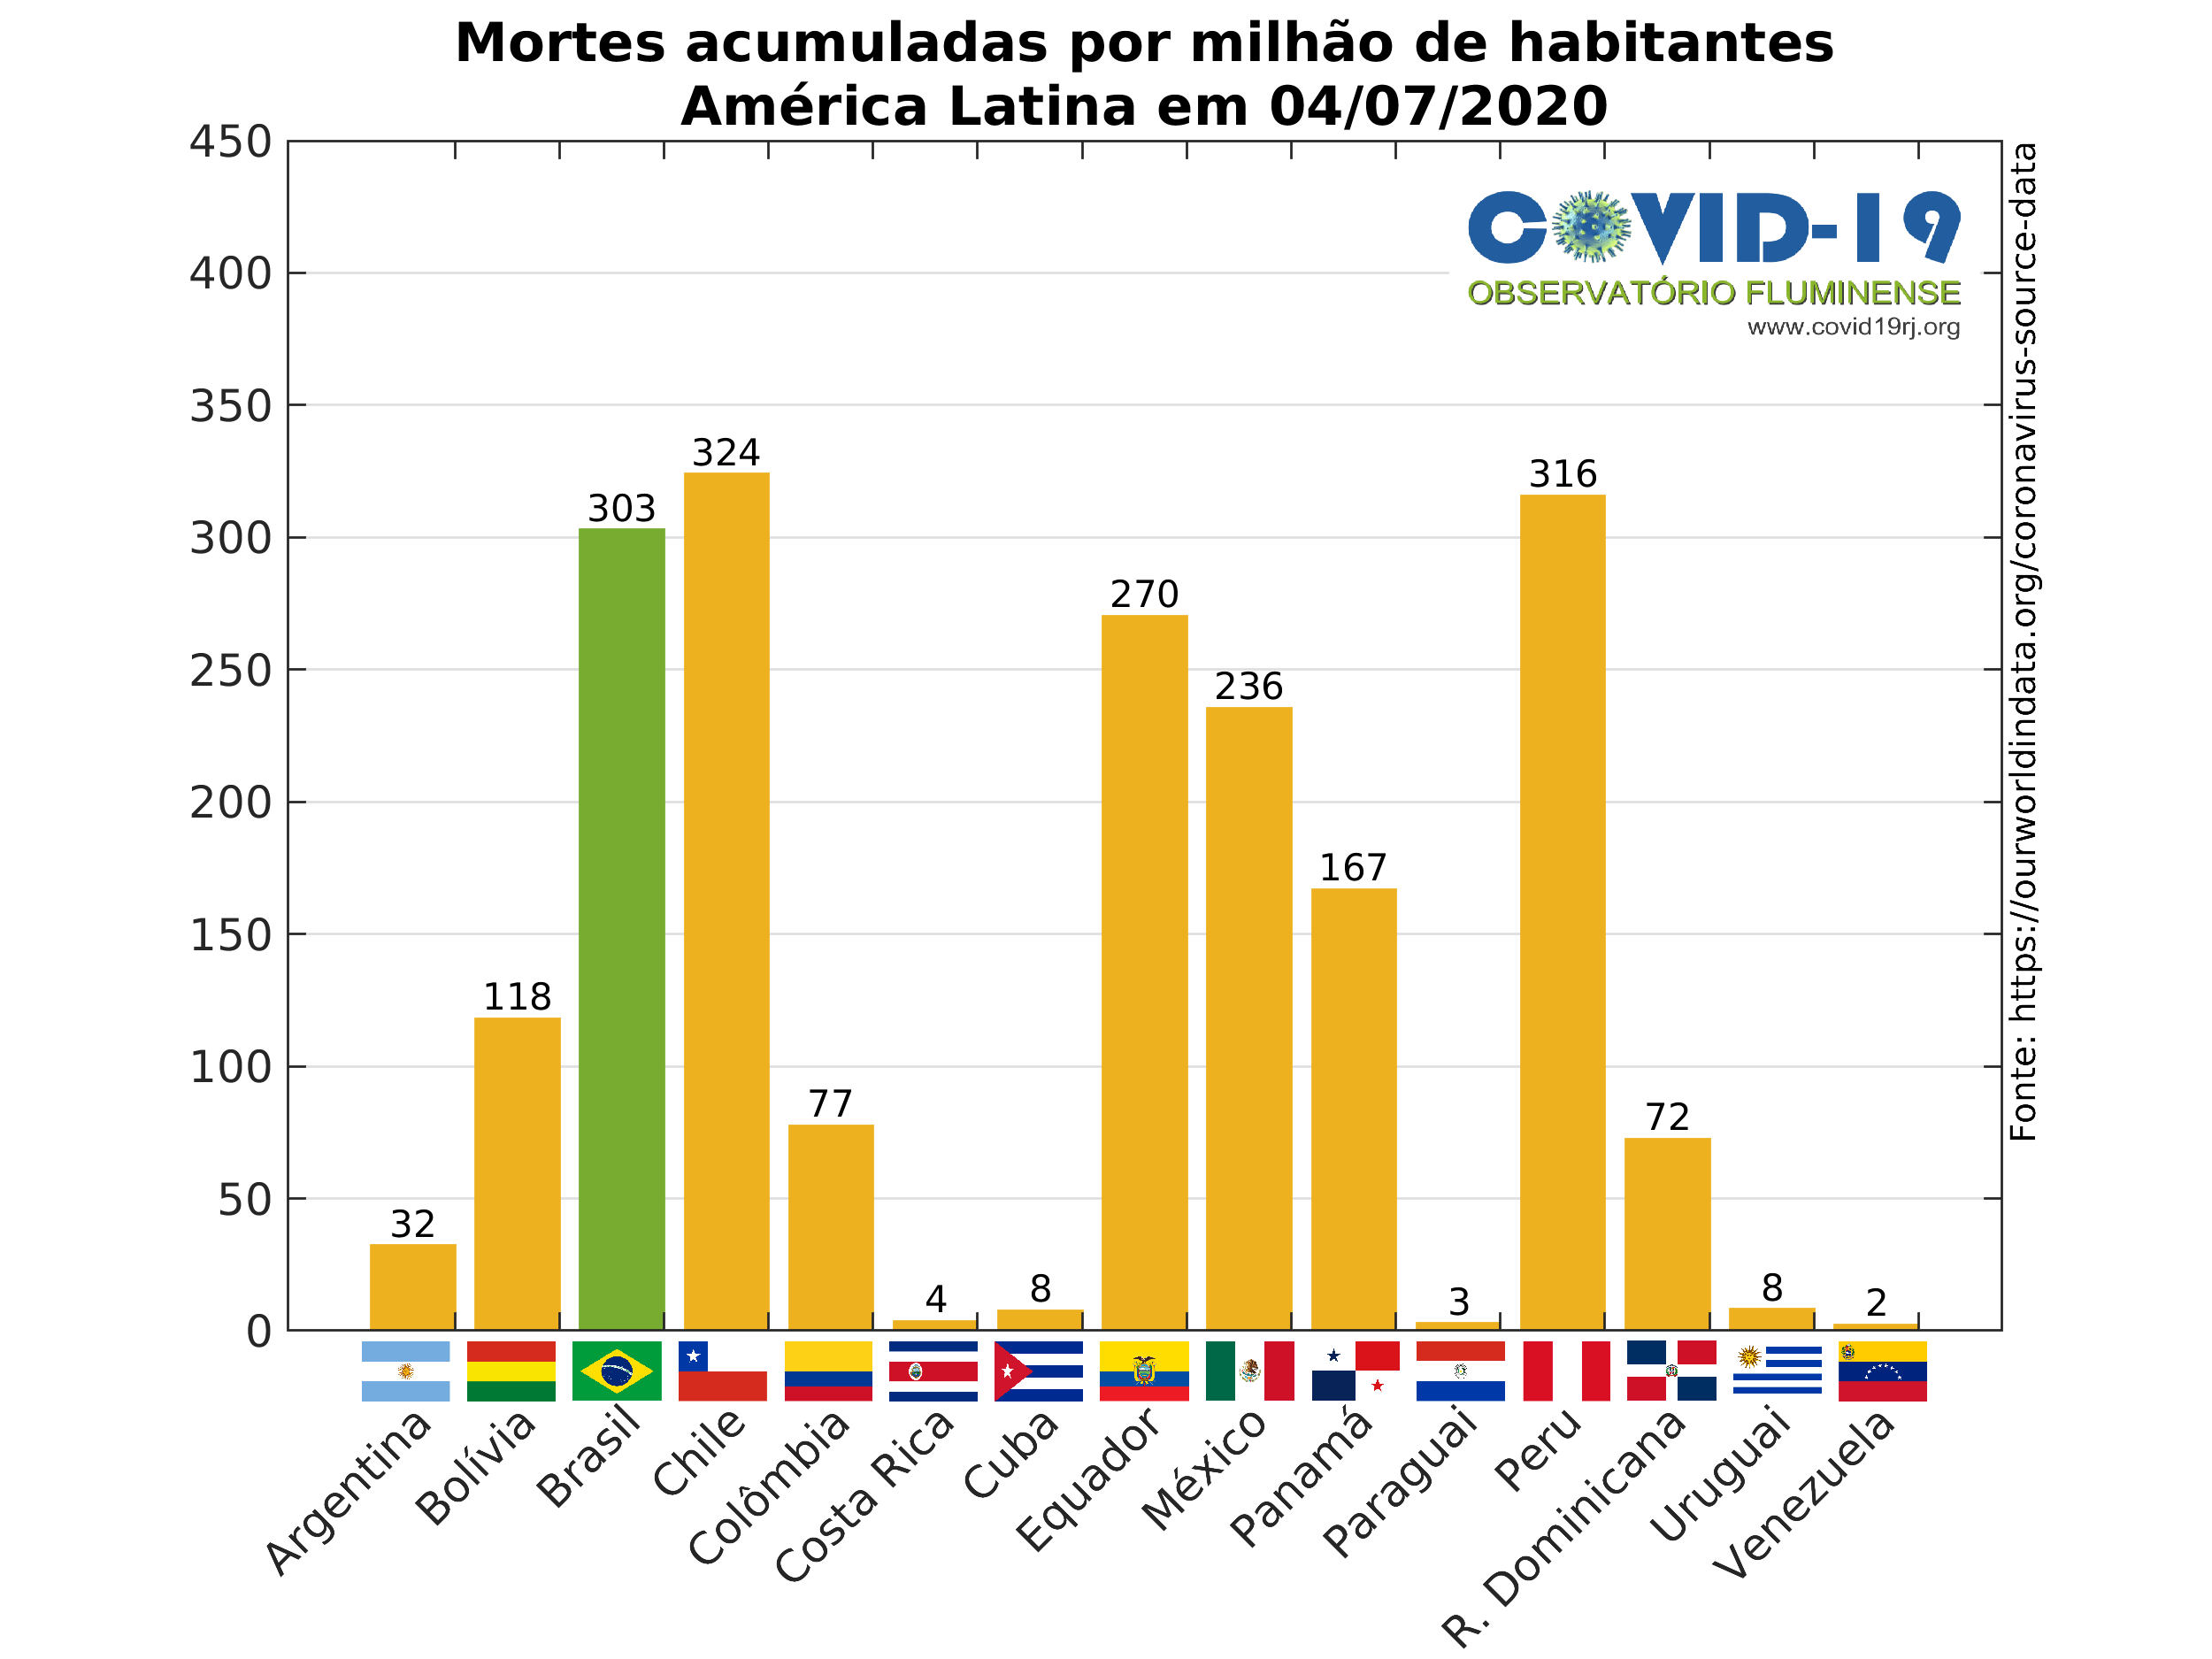 Mortes acumuladas por milhão de habitantes
América Latina em 04/07/2020
450
400
350
300
250
200
150
100
50
0
COVID-19
OBSERVATÓRIO FLUMINENSE
www.covid19rj.org
Fonte: https://ourworldindata.org/coronavirus-source-data
32
118
303
324
77
4
8
270
236
167
3
316
72
8
2
Argentina
Bolívia
Brasil
Chile
Colômbia
Costa Rica
Cuba
Equador
México
Panamá
Paraguai
Peru
R. Dominicana
Uruguai
Venezuela